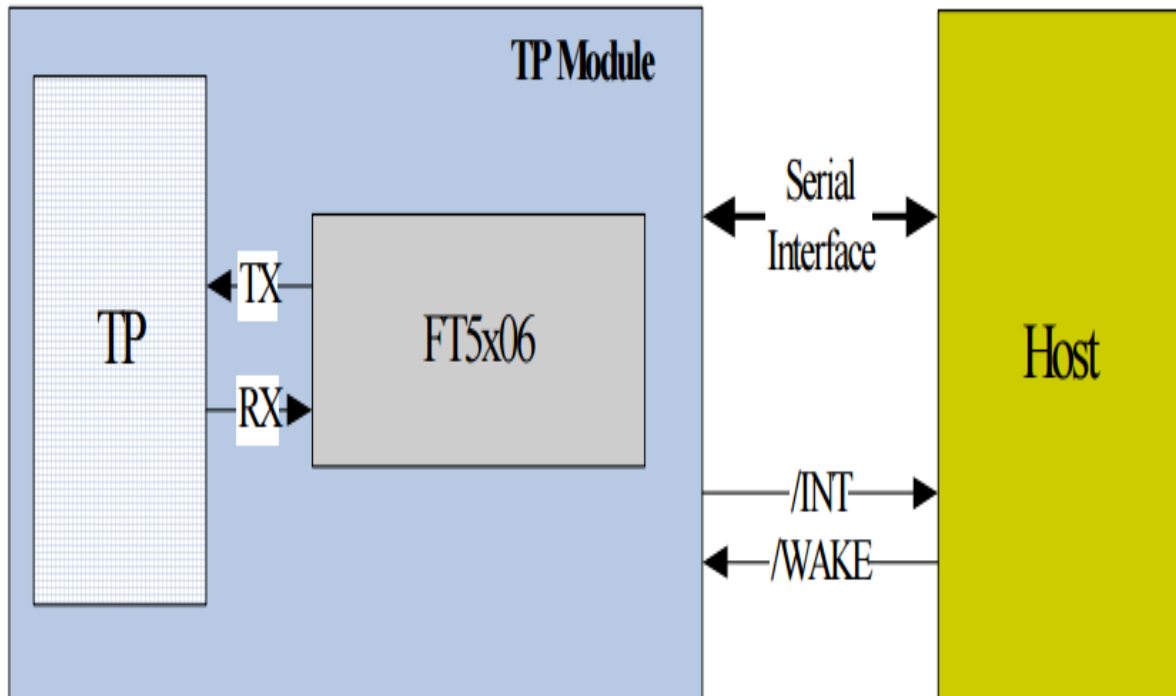 TP Module
Serial
Interface
TX
TP
FT5x06
Host
RX
/INT
/WAKE